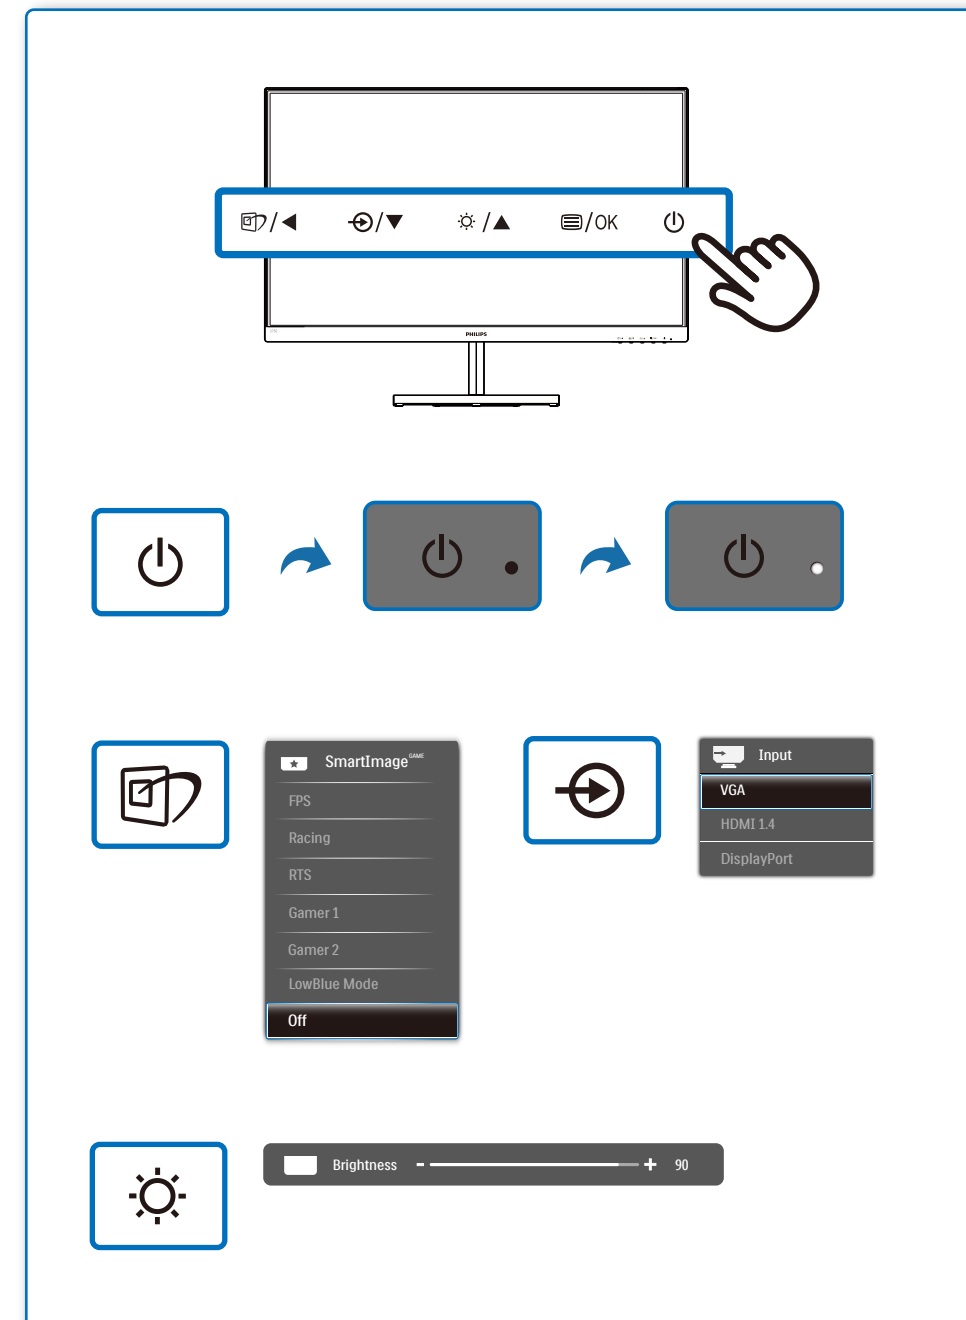 /OK
PHILIPS
SmartImage GAME
FPS
Racing
RTS
Gamer 1
Gamer 2
LowBlue Mode
Off
Input
VGA
HDMI 1.4
DisplayPort
Brightness - + 90